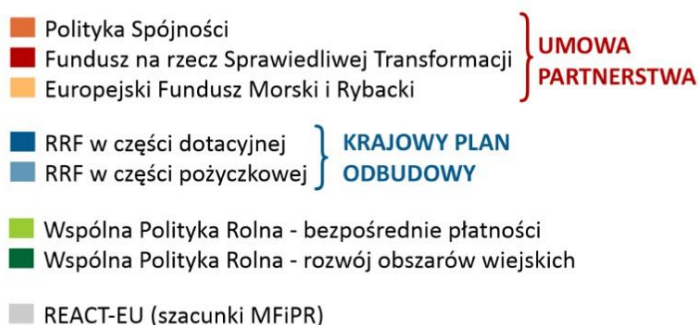 Polityka Spójności
Fundusz na rzecz Sprawiedliwej Transformacji
Europejski Fundusz Morski i Rybacki
UMOWA
PARTNERSTWA
RRF w części dotacyjnej
RRF w części pożyczkowej
KRAJOWY PLAN
ODBUDOWY
Wspólna Polityka Rolna - bezpośrednie płatności
Wspólna Polityka Rolna - rozwój obszarów wiejskich
REACT-EU (szacunki MFiPR)